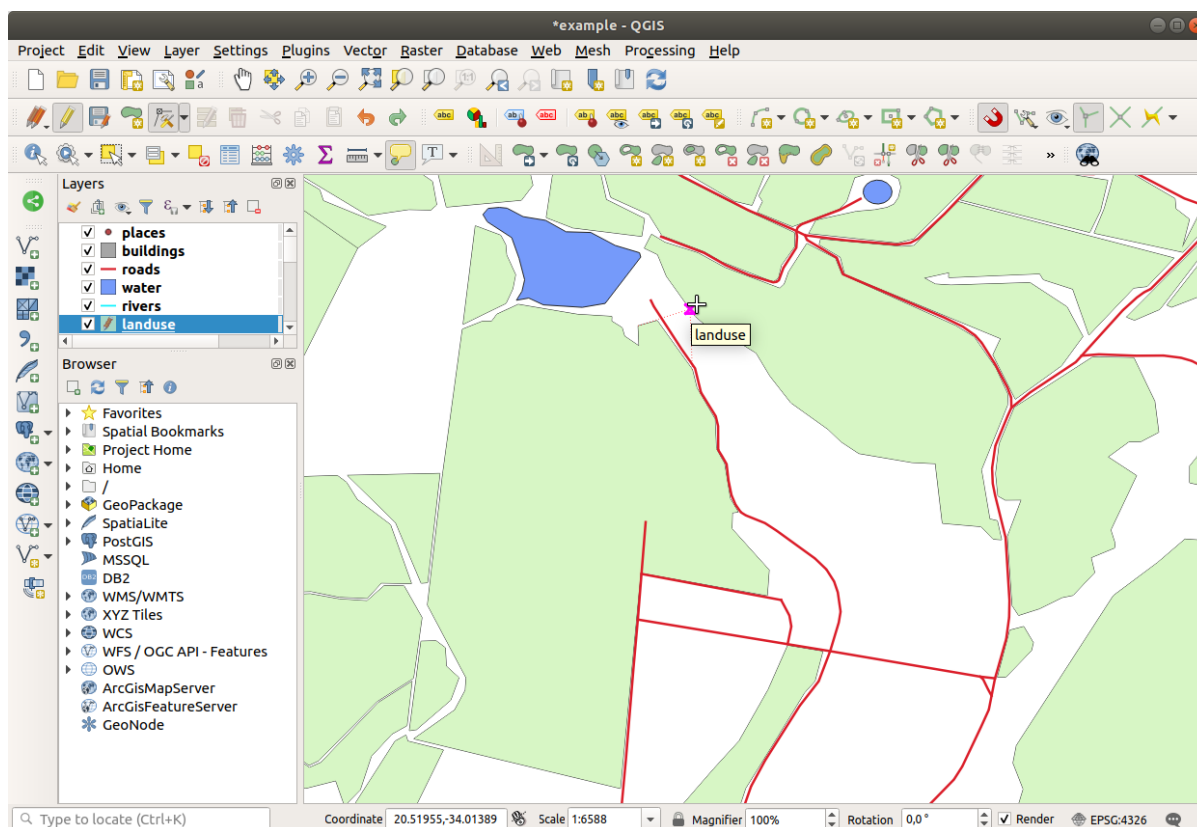 *example - QGIS
Project Edit View Layer Settings Plugins Vector Raster Database Web Mesh Processing Help
Layers
places
buildings
roads
water
rivers
landuse
Browser
Favorites
Spatial Bookmarks
Project Home
Home
/
GeoPackage
SpatiaLite
PostGIS
MSSQL
DB2
WMS/WMTS
XYZ Tiles
WCS
WFS / OGC API - Features
OWS
ArcGisMapServer
ArcGisFeatureServer
GeoNode
landuse
Type to locate (Ctrl+K) Coordinate 20.51955,-34.01389 Scale 1:6588 Magnifier 100% Rotation 0,0 ° Render EPSG:4326